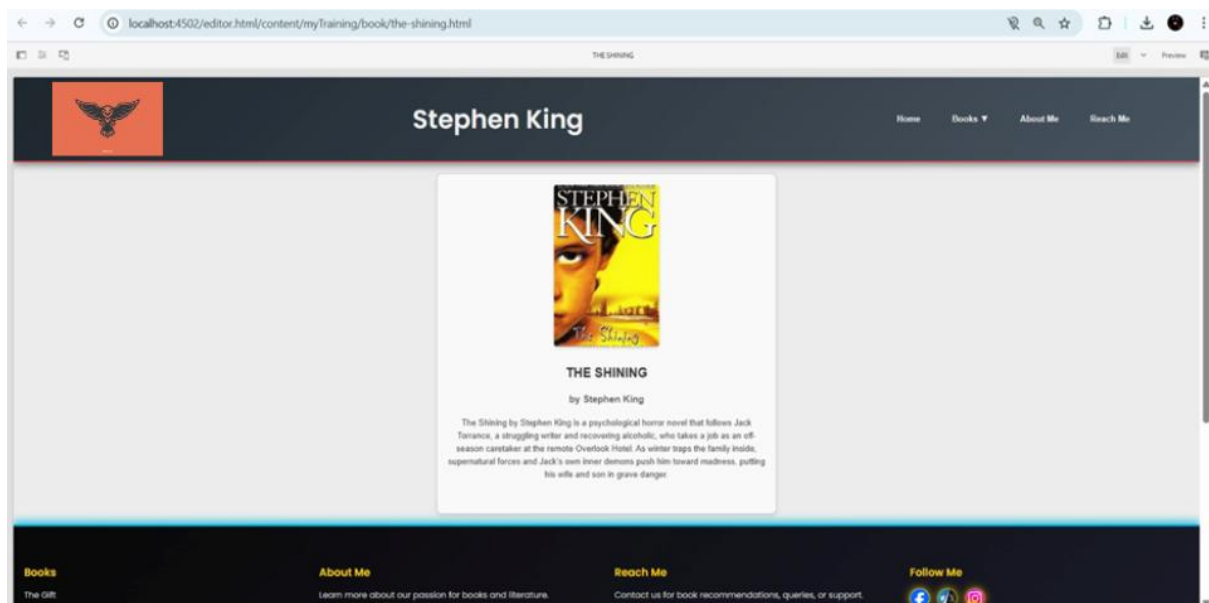 localhost:4502/editor.html/content/myTraining/book/the-shining.html
THE SHINING
Edit
Preview
Stephen King
Home
Books ▼
About Me
Reach Me
STEPHEN
KING
The Shining
THE SHINING
by Stephen King
The Shining by Stephen King is a psychological horror novel that follows Jack
Torrance, a struggling writer and recovering alcoholic, who takes a job as an off-
season caretaker at the remote Overlook Hotel. As winter traps the family inside,
supernatural forces and Jack's own inner demons push him toward madness, putting
his wife and son in grave danger.
Books
The Gift
About Me
Learn more about our passion for books and literature.
Reach Me
Contact us for book recommendations, queries, or support.
Follow Me